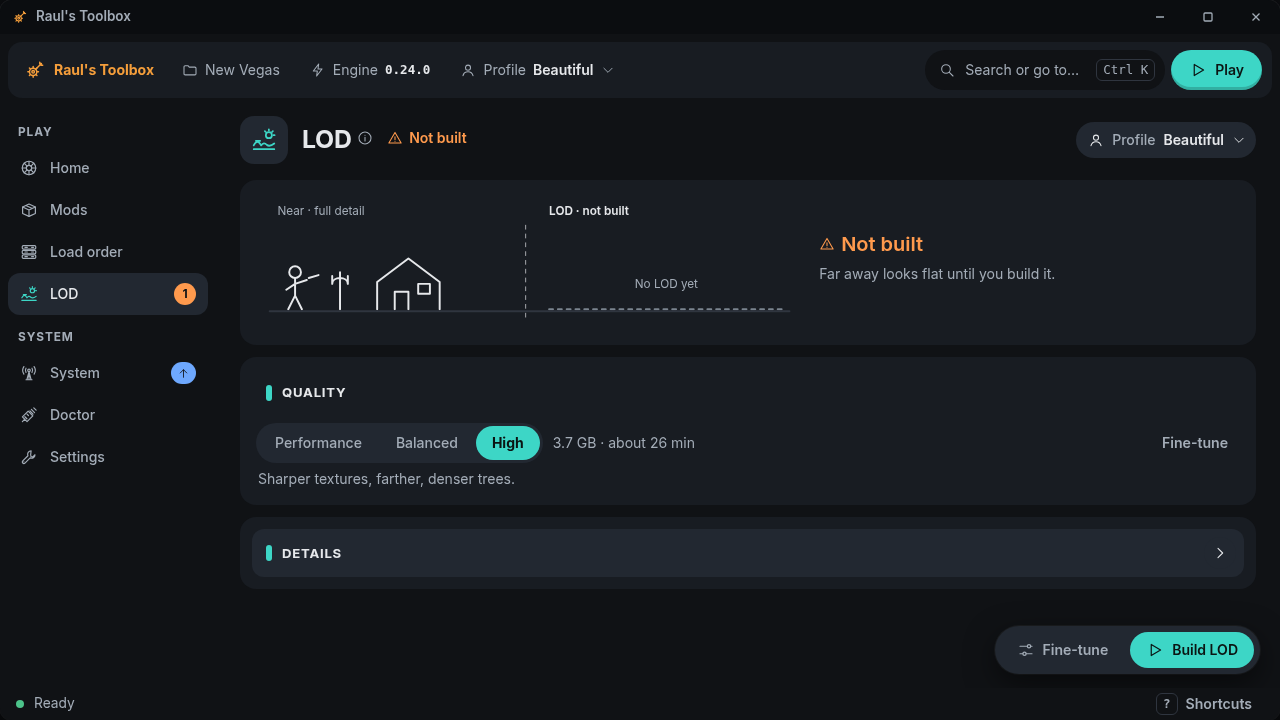 Raul's Toolbox
Raul's Toolbox New Vegas Engine 0.24.0 Profile Beautiful Search or go to... Ctrl K Play
PLAY
Home
Mods
Load order
LOD 1
SYSTEM
System
Doctor
Settings
LOD Not built Profile Beautiful
Near · full detail LOD · not built
No LOD yet
Not built
Far away looks flat until you build it.
QUALITY
Performance Balanced High 3.7 GB · about 26 min Fine-tune
Sharper textures, farther, denser trees.
DETAILS
Fine-tune Build LOD
Ready ? Shortcuts